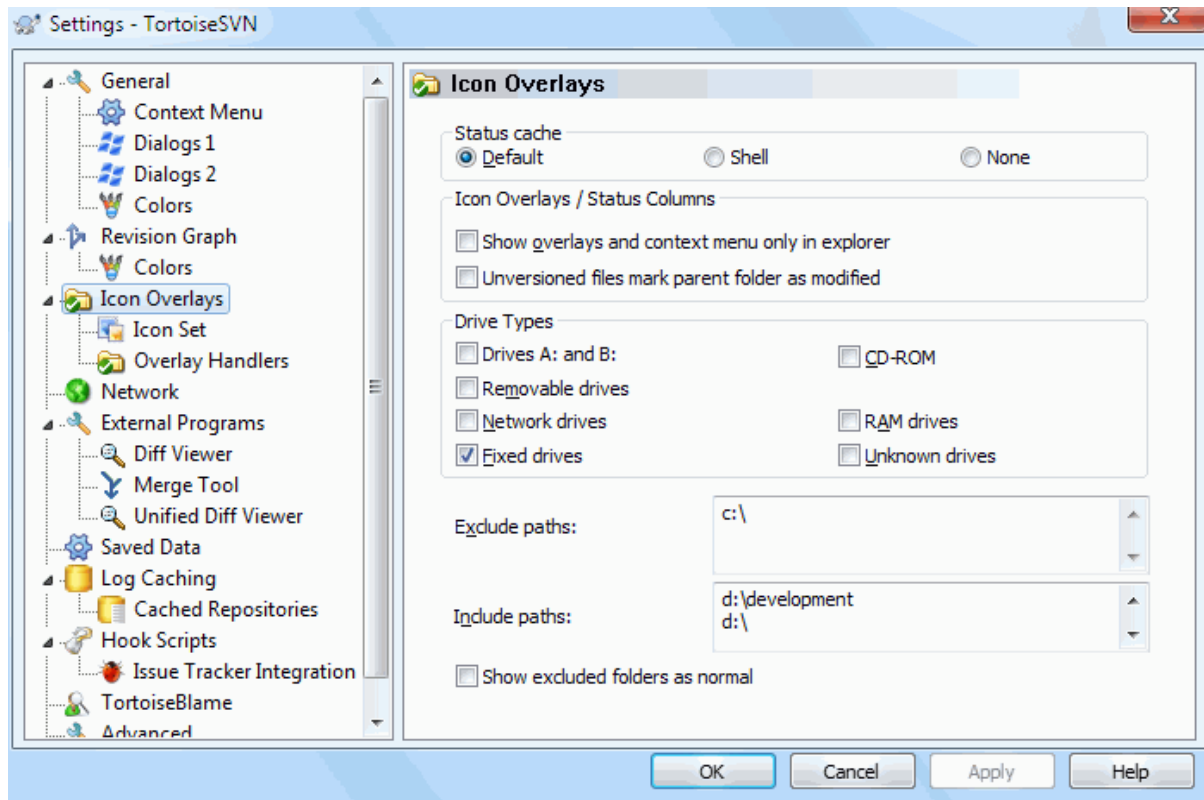 Settings - TortoiseSVN
X
General
Context Menu
Dialogs 1
Dialogs 2
Colors
Revision Graph
Colors
Icon Overlays
Icon Set
Overlay Handlers
Network
External Programs
Diff Viewer
Merge Tool
Unified Diff Viewer
Saved Data
Log Caching
Cached Repositories
Hook Scripts
Issue Tracker Integration
TortoiseBlame
Advanced
Icon Overlays
Status cache
Default Shell None
Icon Overlays / Status Columns
Show overlays and context menu only in explorer
Unversioned files mark parent folder as modified
Drive Types
Drives A: and B: CD-ROM
Removable drives
Network drives RAM drives
Fixed drives Unknown drives
Exclude paths:
c:\
Include paths:
d:\development
d:\
Show excluded folders as normal
OK Cancel Apply Help